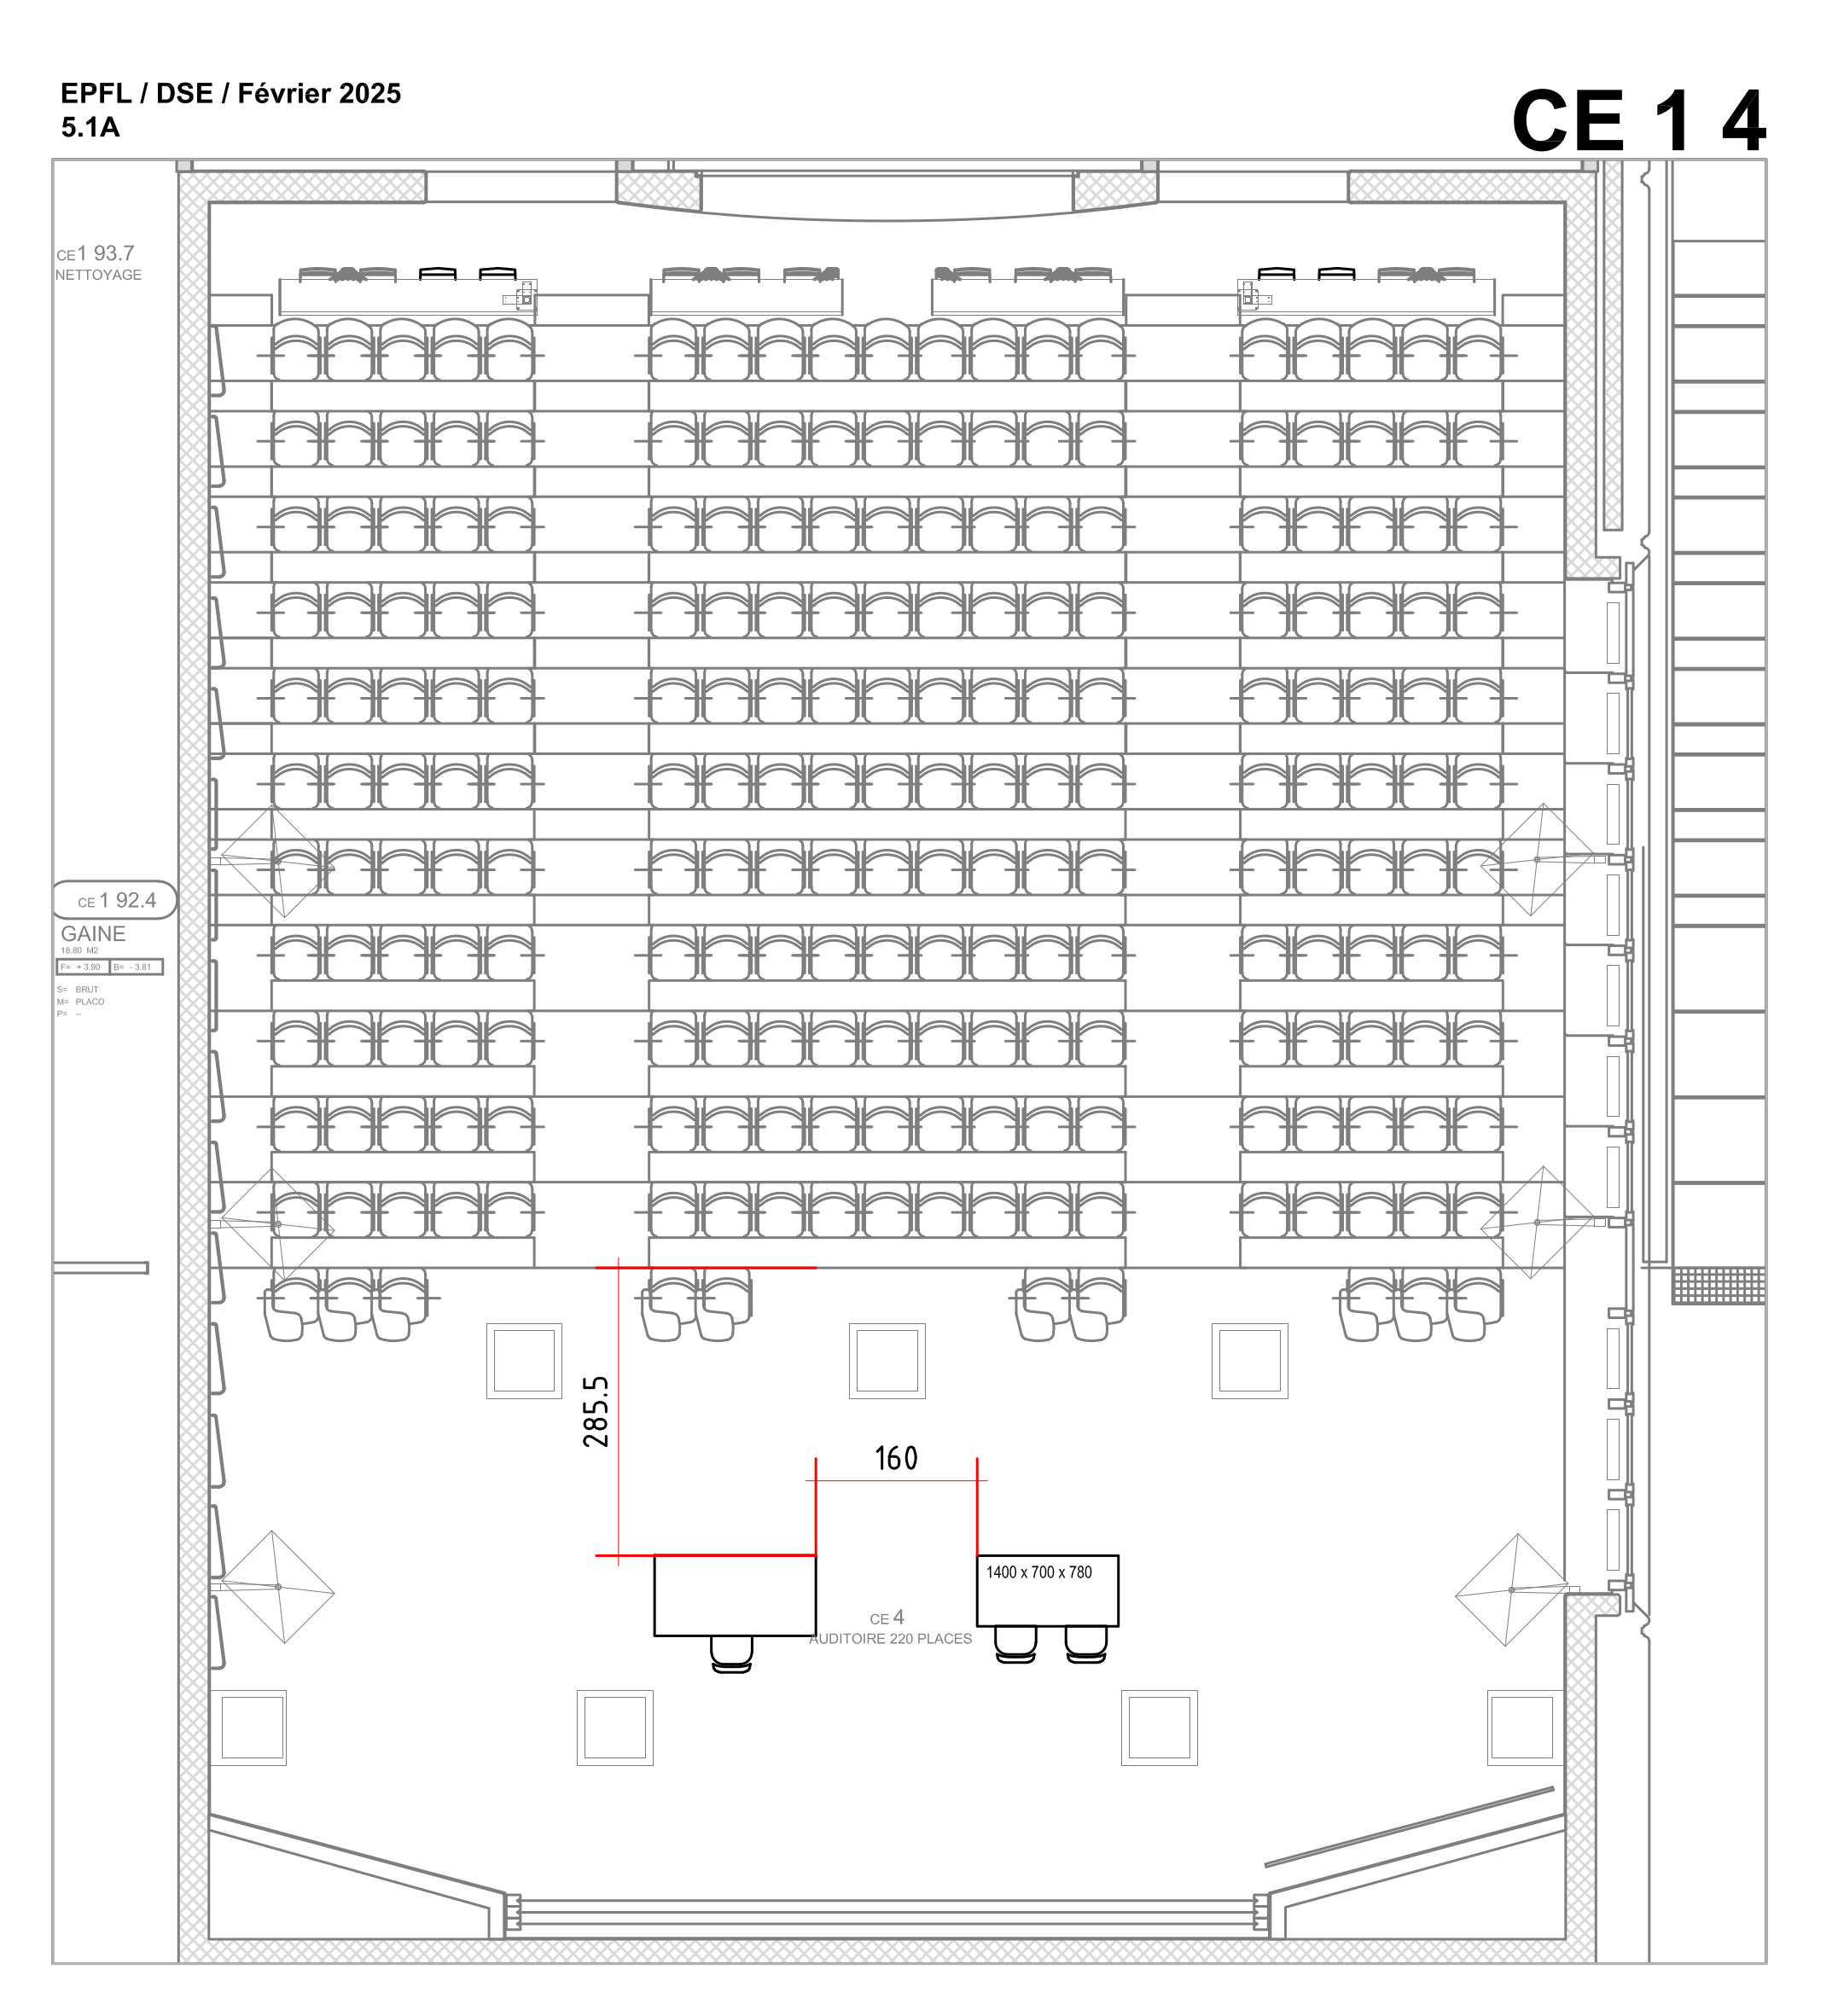 EPFL / DSE / Février 2025
5.1A
CE 1 4
CE1 93.7
NETTOYAGE
CE 1 92.4
GAINE
18.80 M2
F= + 3.90 B= - 3.81
S= BRUT
M= PLACO
P= --
285.5
160
1400 x 700 x 780
CE 4
AUDITOIRE 220 PLACES